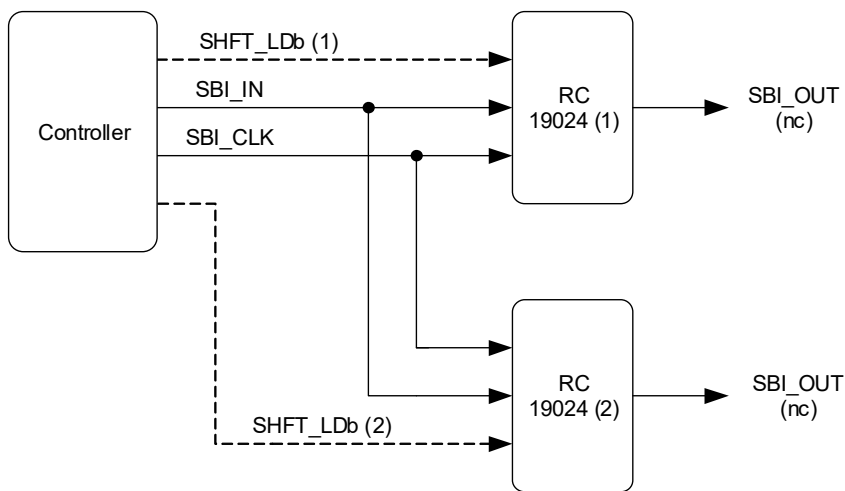 SHFT_LDb (1)
SBI_IN
SBI_CLK
Controller
RC
19024 (1)
SBI_OUT
(nc)
RC
19024 (2)
SBI_OUT
(nc)
SHFT_LDb (2)